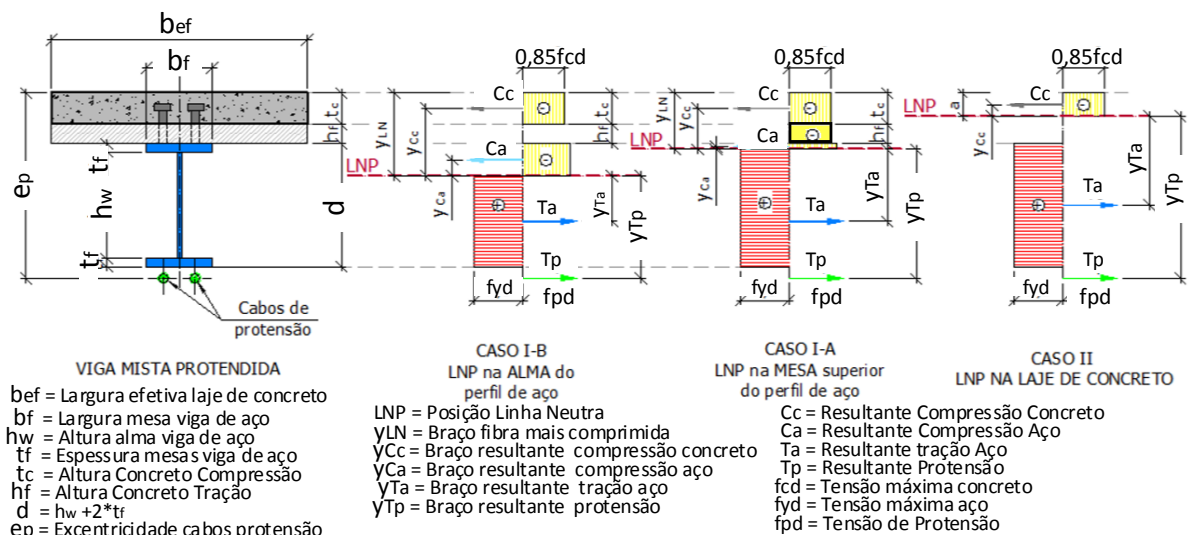 bef
bf
tc
hf
tf
hw
tf
ep
d
Cabos de
protensão
VIGA MISTA PROTENDIDA
0,85fcd
Cc
tc
hf
yLN
yCc
Ca
LNP
yCa
yTa
yTp
Ta
Tp
fyd
fpd
CASO I-B
LNP na ALMA do
perfil de aço
0,85fcd
Cc
tc
hf
yLN
yCc
Ca
LNP
yCa
yTa
yTp
Ta
Tp
fyd
fpd
CASO I-A
LNP na MESA superior
do perfil de aço
0,85fcd
Cc
a
LNP
yCc
yTa
yTp
Ta
Tp
fyd
fpd
CASO II
LNP NA LAJE DE CONCRETO
bef = Largura efetiva laje de concreto
bf = Largura mesa viga de aço
hw = Altura alma viga de aço
tf = Espessura mesas viga de aço
tc = Altura Concreto Compressão
hf = Altura Concreto Tração
d = hw +2*tf
ep = Excentricidade cabos protensão
LNP = Posição Linha Neutra
yLN = Braço fibra mais comprimida
yCc = Braço resultante compressão concreto
yCa = Braço resultante compressão aço
yTa = Braço resultante tração aço
yTp = Braço resultante protensão
Cc = Resultante Compressão Concreto
Ca = Resultante Compressão Aço
Ta = Resultante tração Aço
Tp = Resultante Protensão
fcd = Tensão máxima concreto
fyd = Tensão máxima aço
fpd = Tensão de Protensão